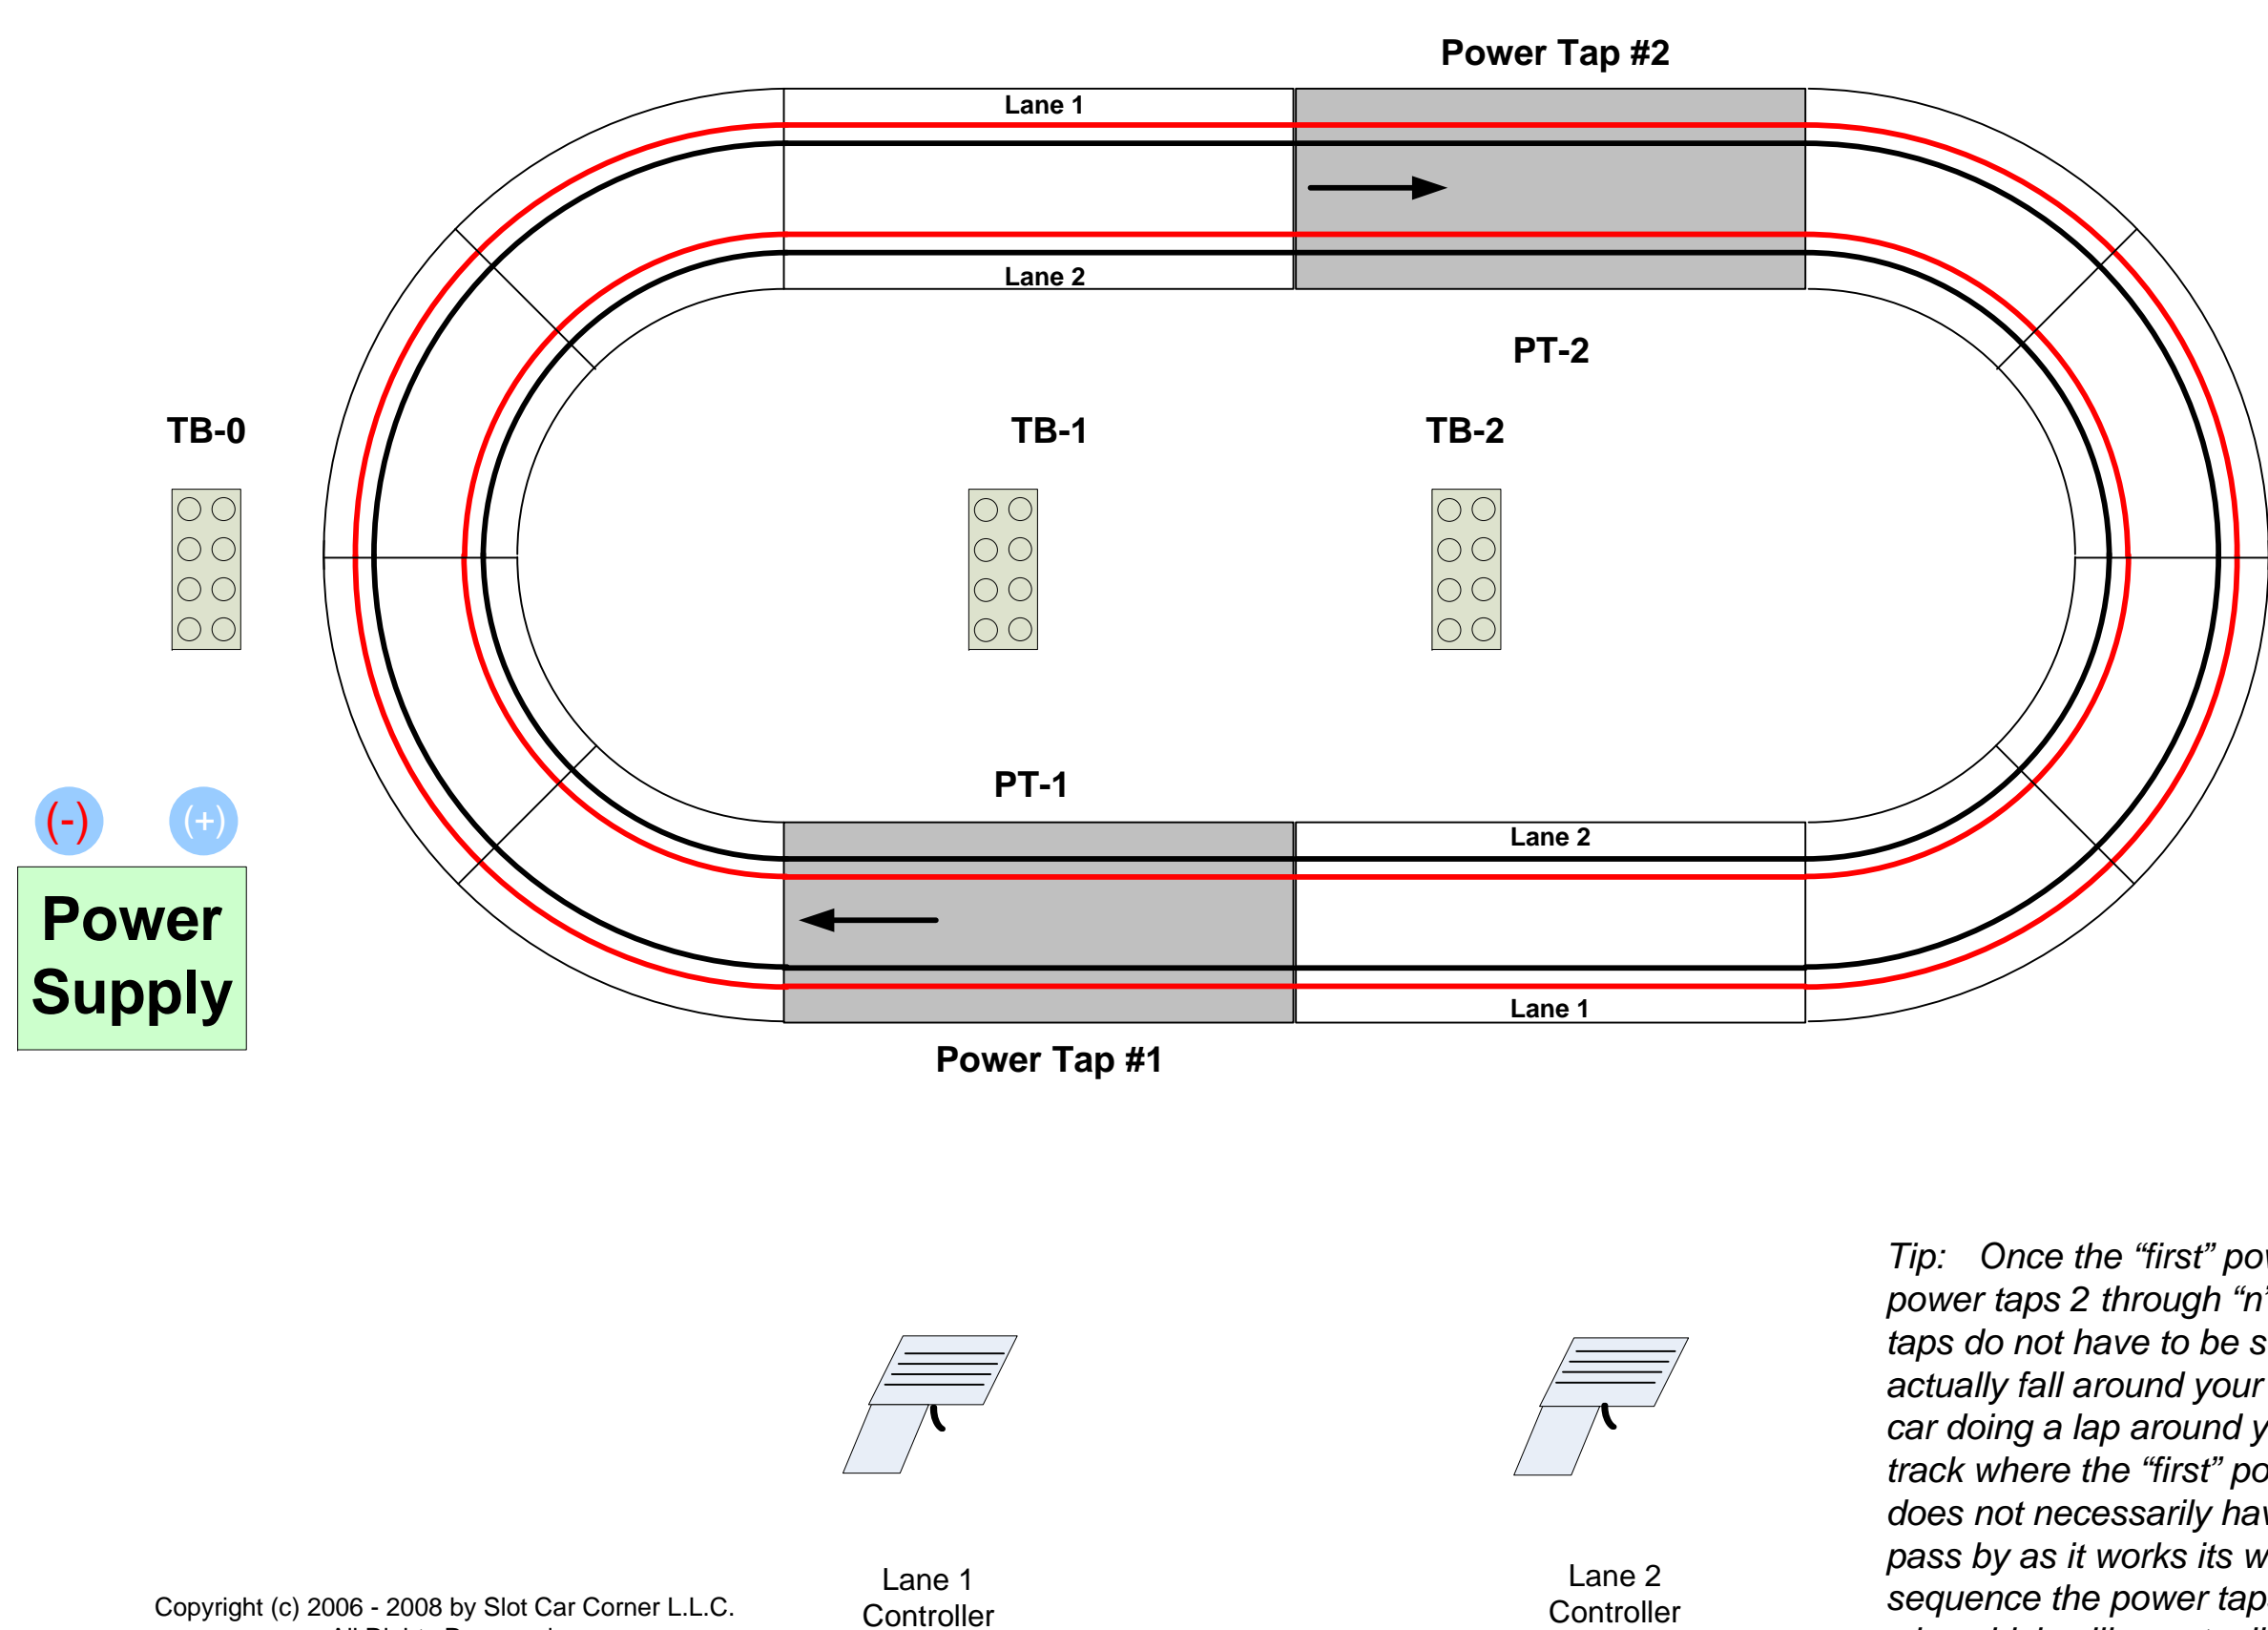 Power Tap #2
Lane 1
Lane 2
PT-2
TB-0
TB-1
TB-2
PT-1
(-)
(+)
Power
Supply
Lane 2
Lane 1
Power Tap #1
Tip: Once the “first”
power taps 2 through “n”
taps do not have to be
actually fall around your
car doing a lap around
track where the “first”
does not necessarily
pass by as it works its
sequence the power
Lane 1
Controller
Lane 2
Controller
Copyright (c) 2006 - 2008 by Slot Car Corner L.L.C.